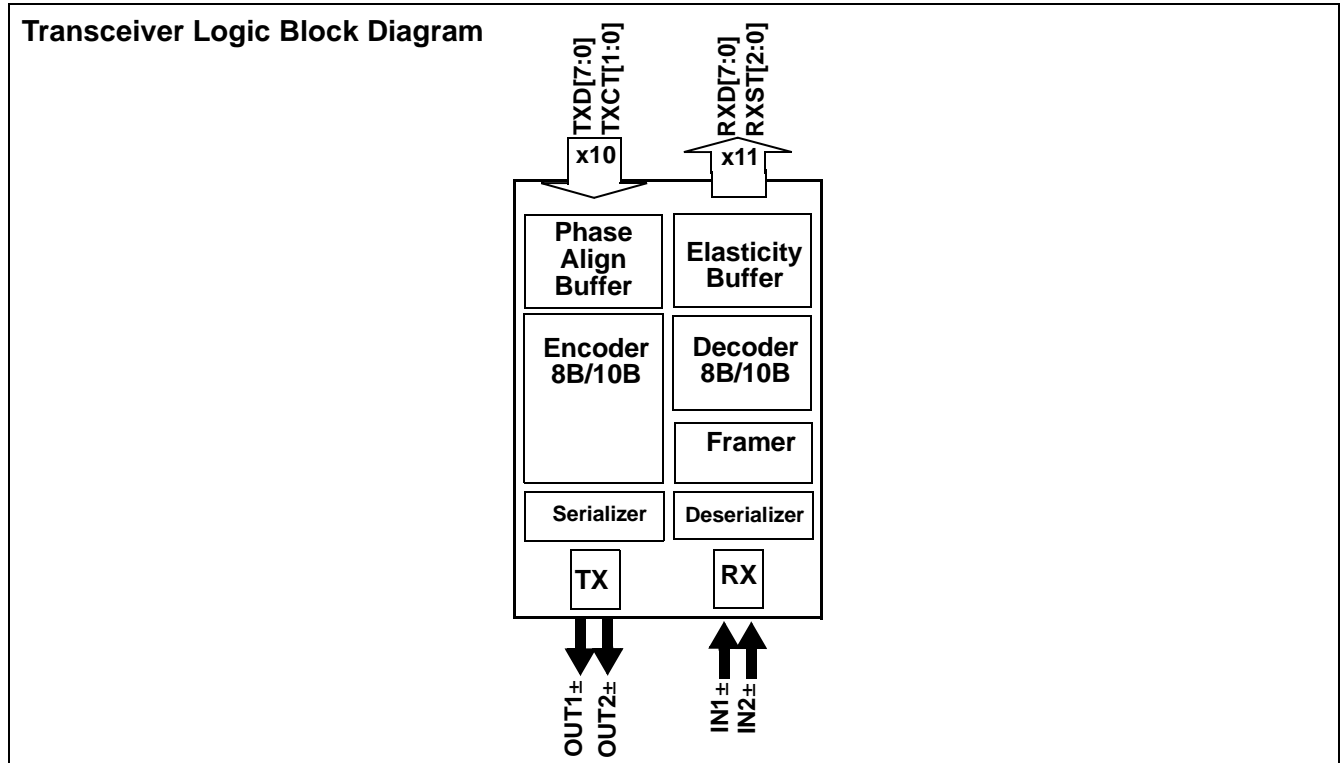 Transceiver Logic Block Diagram
TXD[7:0]
TXCT[1:0]
RXD[7:0]
RXST[2:0]
x10
x11
Phase
Align
Buffer
Elasticity
Buffer
Encoder
8B/10B
Decoder
8B/10B
Framer
Serializer
Deserializer
TX
RX
OUT1±
OUT2±
IN1±
IN2±